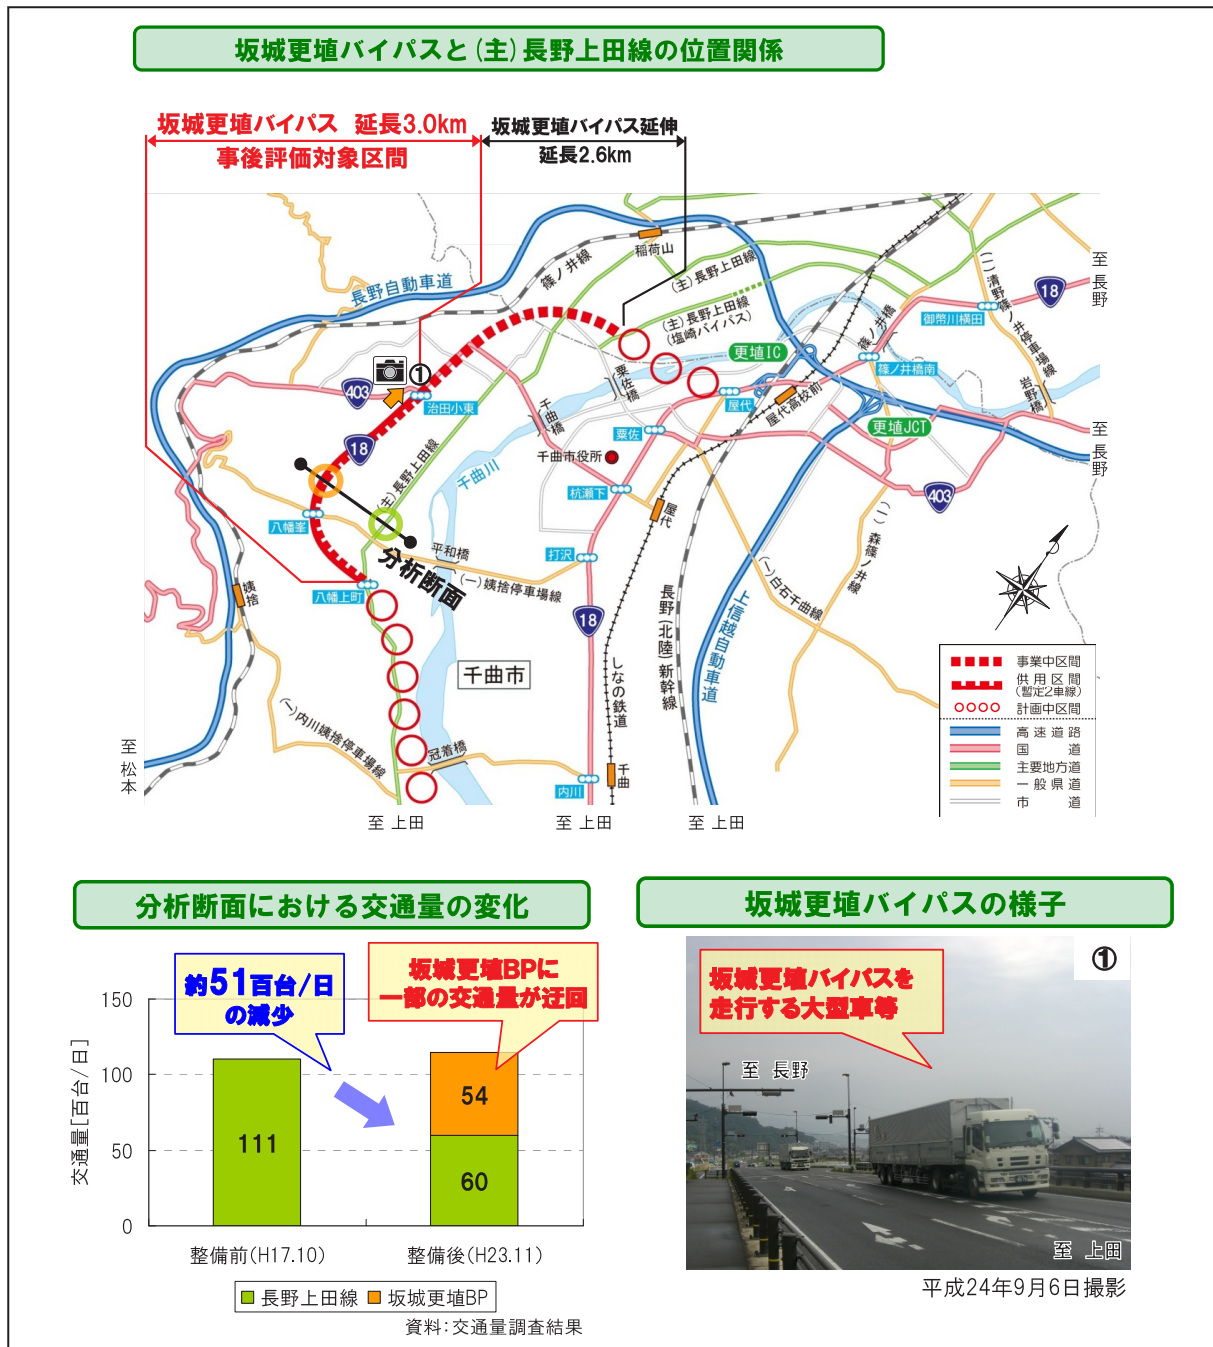 坂城更埴バイパスと(主)長野上田線の位置関係
坂城更埴バイパス 延長3.0km
事後評価対象区間
坂城更埴バイパス延伸
延長2.6km
長野自動車道
篠ノ井線
稲荷山
(主)長野上田線
(主)長野上田線
(塩崎バイパス)
至 長野
18
(一)清野篠ノ井停車場線
御幣川横田
篠ノ井橋
篠ノ井橋南
岩野橋
更埴IC
粟佐橋
屋代
屋代高校前
更埴JCT
至 長野
①
403
治田小東
千曲橋
粟佐
千曲市役所
18
(主)長野上田線
千曲川
杭瀬下
屋代
403
八幡峯
平和橋
打沢
分析断面
(一)姨捨停車場線
八幡上町
姨捨
18
(一)森篠ノ井線
(一)白石千曲線
上信越自動車道
長野(北陸)新幹線
しなの鉄道
千曲市
(一)内川姨捨停車場線
冠着橋
内川
千曲
至 松本
至 上田
至 上田
至 上田
事業中区間
供用区間
(暫定2車線)
計画中区間
高速道路
国道
主要地方道
一般県道
市道
分析断面における交通量の変化
約51百台/日
の減少
坂城更埴BPに
一部の交通量が迂回
交通量[百台/日]
150
100
50
0
111
54
60
整備前(H17.10)
整備後(H23.11)
長野上田線
坂城更埴BP
資料:交通量調査結果
坂城更埴バイパスの様子
坂城更埴バイパスを
走行する大型車等
①
至 長野
至 上田
平成24年9月6日撮影